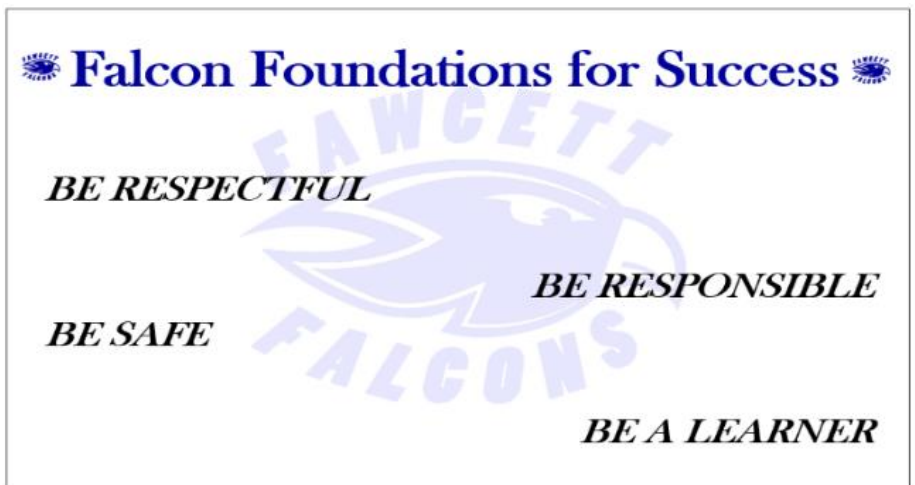 Falcon Foundations for Success
FAWCETT
BE RESPECTFUL
BE RESPONSIBLE
BE SAFE
FALCONS
BE A LEARNER